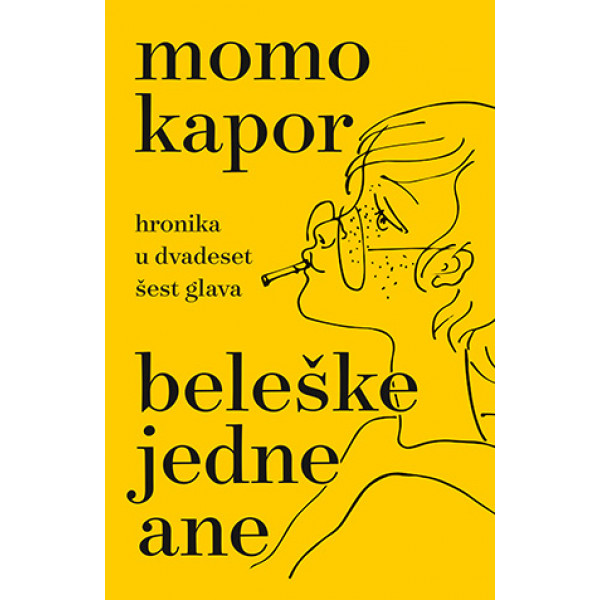 momo
kapor
hronika
u dvadeset
šest glava
beleške
jedne
ane